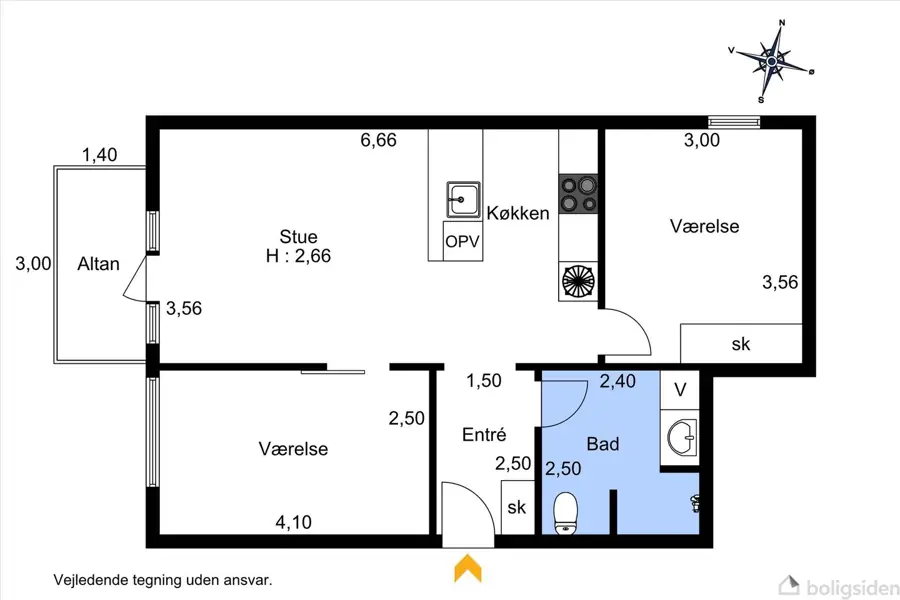 N
V
Ø
S
1,40
6,66
3,00
Køkken
Værelse
Stue
H : 2,66
OPV
3,00
Altan
3,56
3,56
sk
1,50
2,40
V
2,50
Værelse
Entré
Bad
2,50
2,50
sk
4,10
Vejledende tegning uden ansvar.
boligsiden